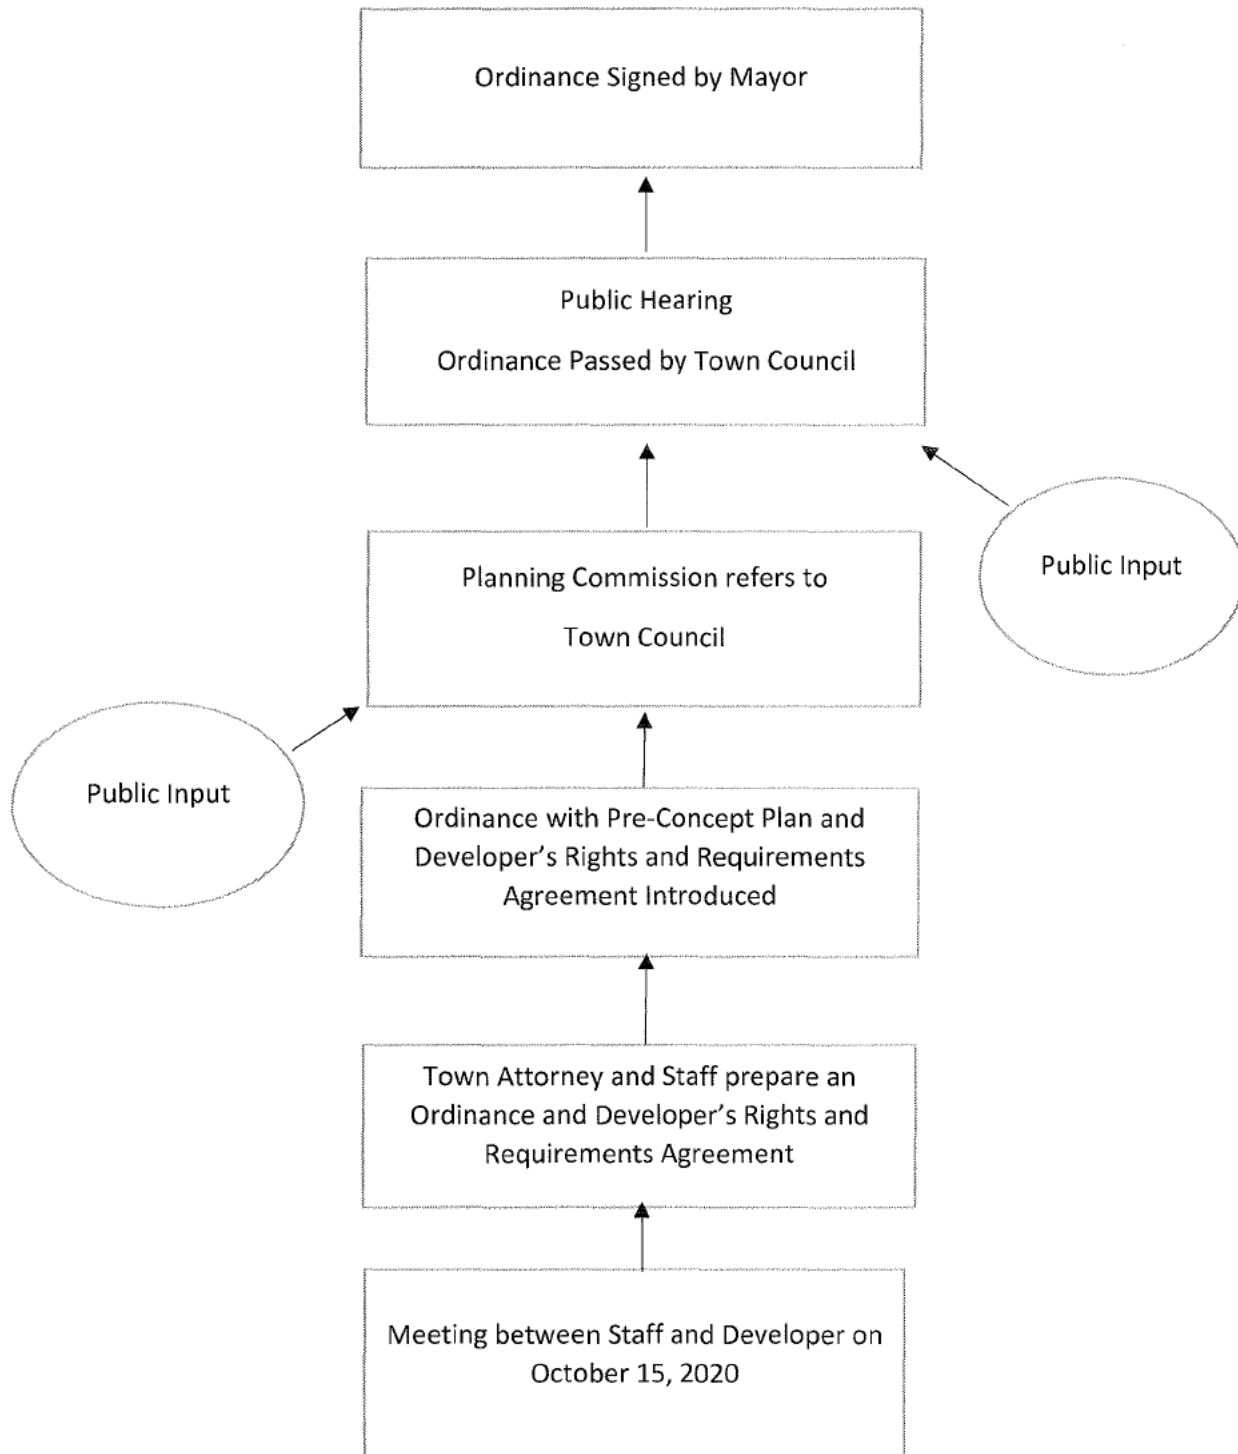 Ordinance Signed by Mayor
Public Hearing
Ordinance Passed by Town Council
Public Input
Planning Commission refers to
Town Council
Public Input
Ordinance with Pre-Concept Plan and
Developer’s Rights and Requirements
Agreement Introduced
Town Attorney and Staff prepare an
Ordinance and Developer’s Rights and
Requirements Agreement
Meeting between Staff and Developer on
October 15, 2020